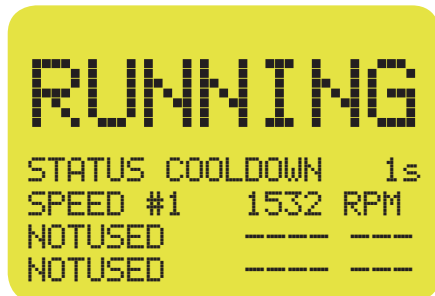 RUNNING
STATUS COOLDOWN 1s
SPEED #1 1532 RPM
NOTUSED ---- ---
NOTUSED ---- ---